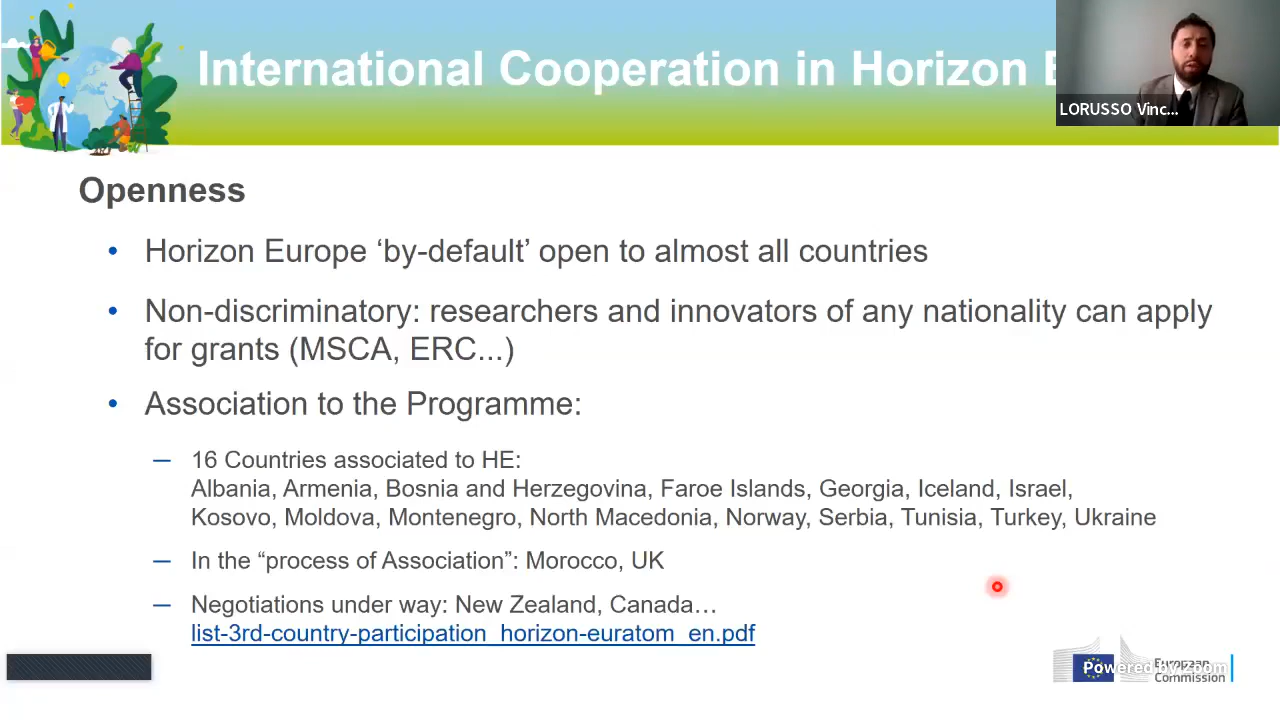 International Cooperation in Horizon
LORUSSO Vinc...
Openness
• Horizon Europe ‘by-default’ open to almost all countries
• Non-discriminatory: researchers and innovators of any nationality can apply
for grants (MSCA, ERC...)
• Association to the Programme:
– 16 Countries associated to HE:
Albania, Armenia, Bosnia and Herzegovina, Faroe Islands, Georgia, Iceland, Israel,
Kosovo, Moldova, Montenegro, North Macedonia, Norway, Serbia, Tunisia, Turkey, Ukraine
– In the “process of Association”: Morocco, UK
– Negotiations under way: New Zealand, Canada…
list-3rd-country-participation_horizon-euratom_en.pdf
Powered by Zoom
European
Commission